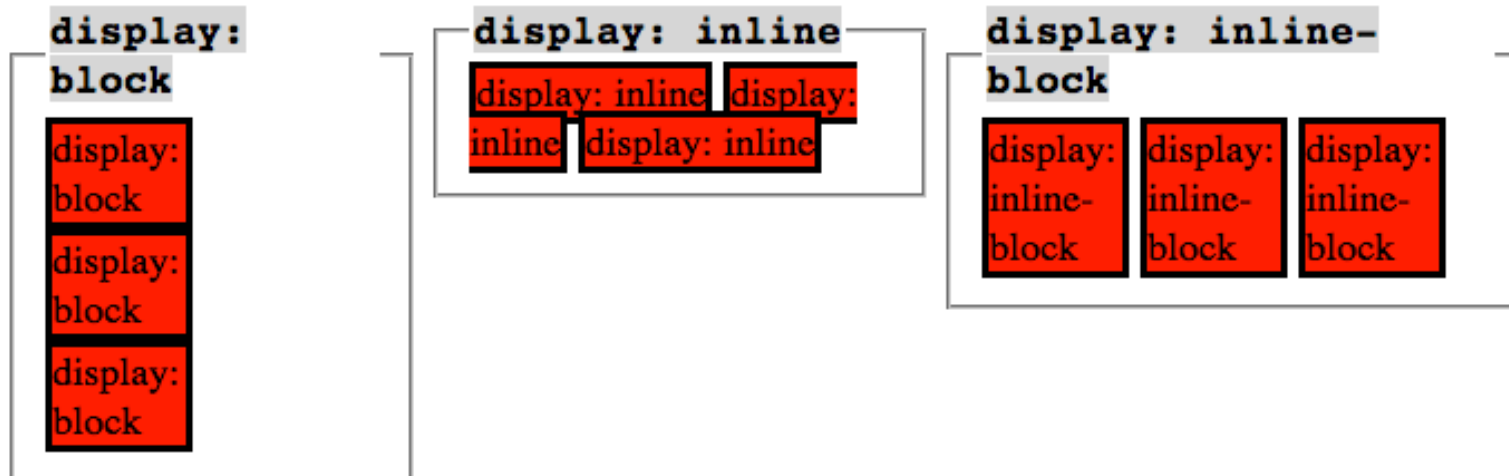 display:
block
display:
block
display:
block
display:
block
display: inline
display: inline display:
inline display: inline
display: inline-
block
display: display: display:
inline- inline- inline-
block block block